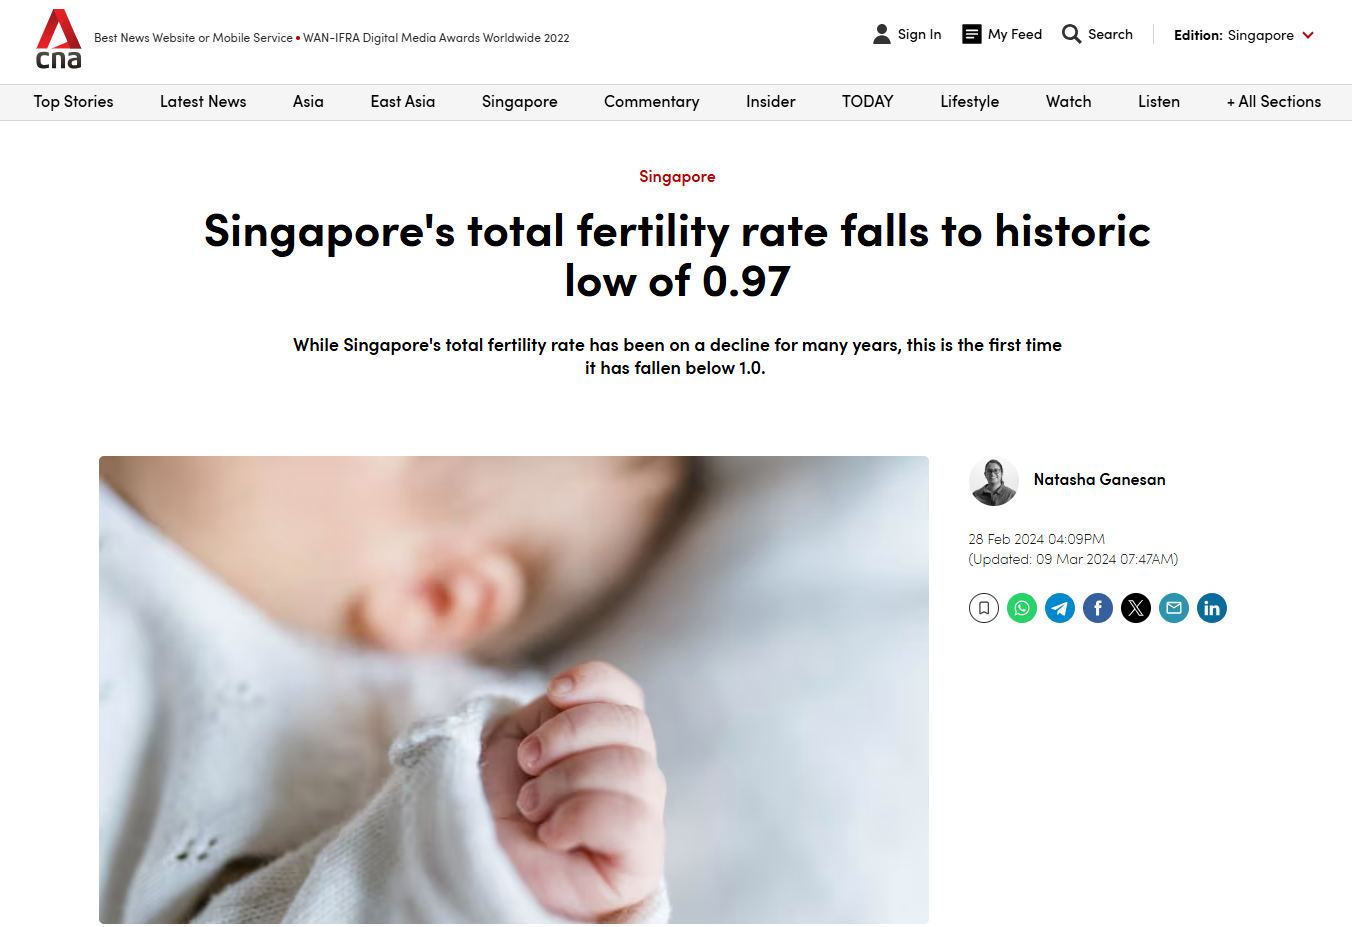 cna
Best News Website or Mobile Service • WAN-IFRA Digital Media Awards Worldwide 2022
Sign In
My Feed
Search
Edition: Singapore
Top Stories
Latest News
Asia
East Asia
Singapore
Commentary
Insider
TODAY
Lifestyle
Watch
Listen
+ All Sections
Singapore
Singapore's total fertility rate falls to historic
low of 0.97
While Singapore's total fertility rate has been on a decline for many years, this is the first time
it has fallen below 1.0.
Natasha Ganesan
28 Feb 2024 04:09PM
(Updated: 09 Mar 2024 07:47AM)